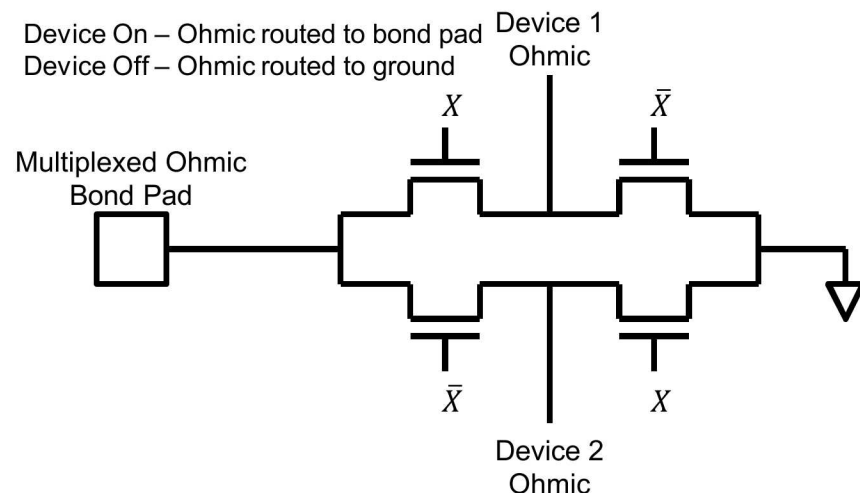 Device On – Ohmic routed to bond pad
Device Off – Ohmic routed to ground
Device 1
Ohmic
X
X̄
Multiplexed Ohmic
Bond Pad
X̄
X
Device 2
Ohmic